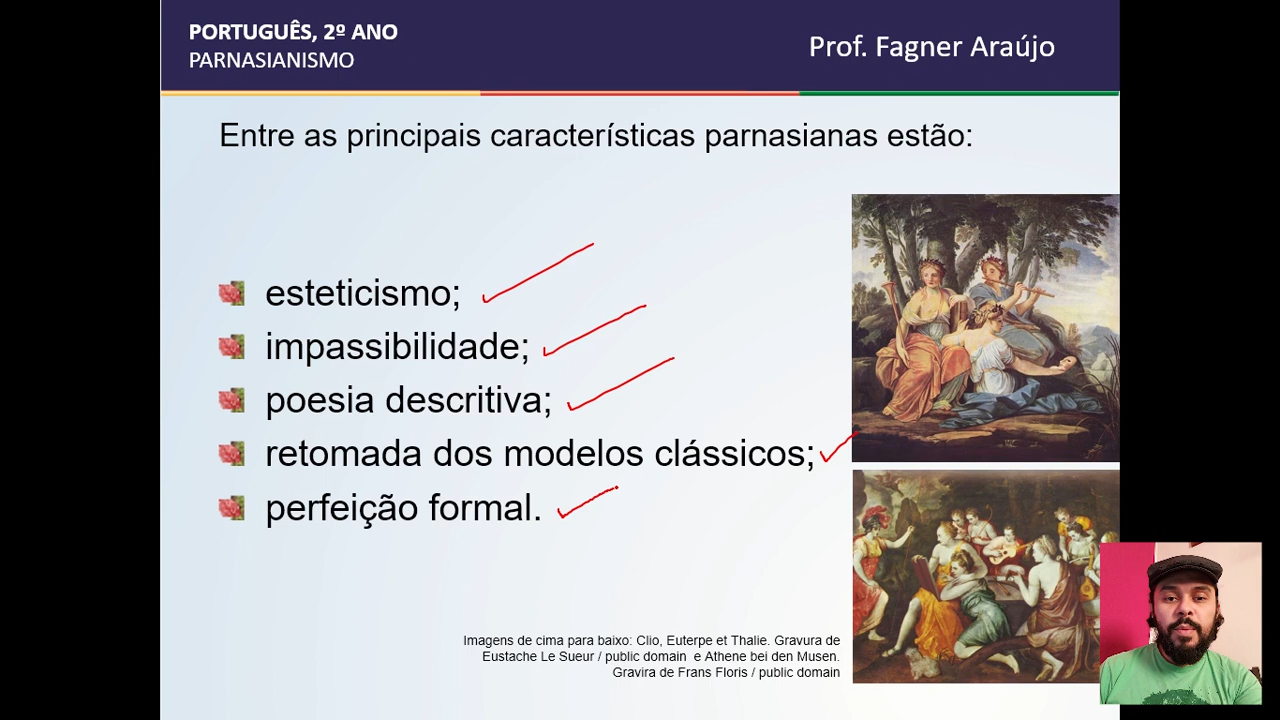 PORTUGUÊS, 2º ANO
PARNASIANISMO
Prof. Fagner Araújo
Entre as principais características parnasianas estão:
esteticismo;
impassibilidade;
poesia descritiva;
retomada dos modelos clássicos;
perfeição formal.
Imagens de cima para baixo: Clio, Euterpe et Thalie. Gravura de
Eustache Le Sueur / public domain e Athene bei den Musen.
Gravira de Frans Floris / public domain